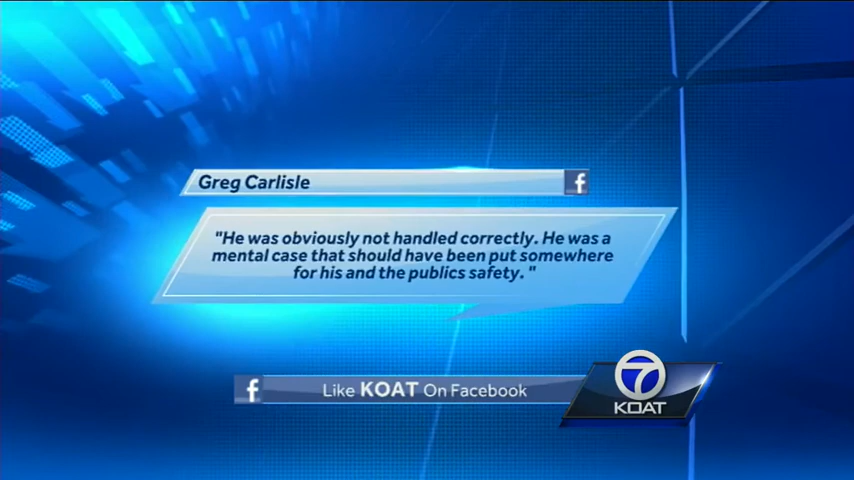 Greg Carlisle f
"He was obviously not handled correctly. He was a
mental case that should have been put somewhere
for his and the publics safety. "
f Like KOAT On Facebook
7
KOAT